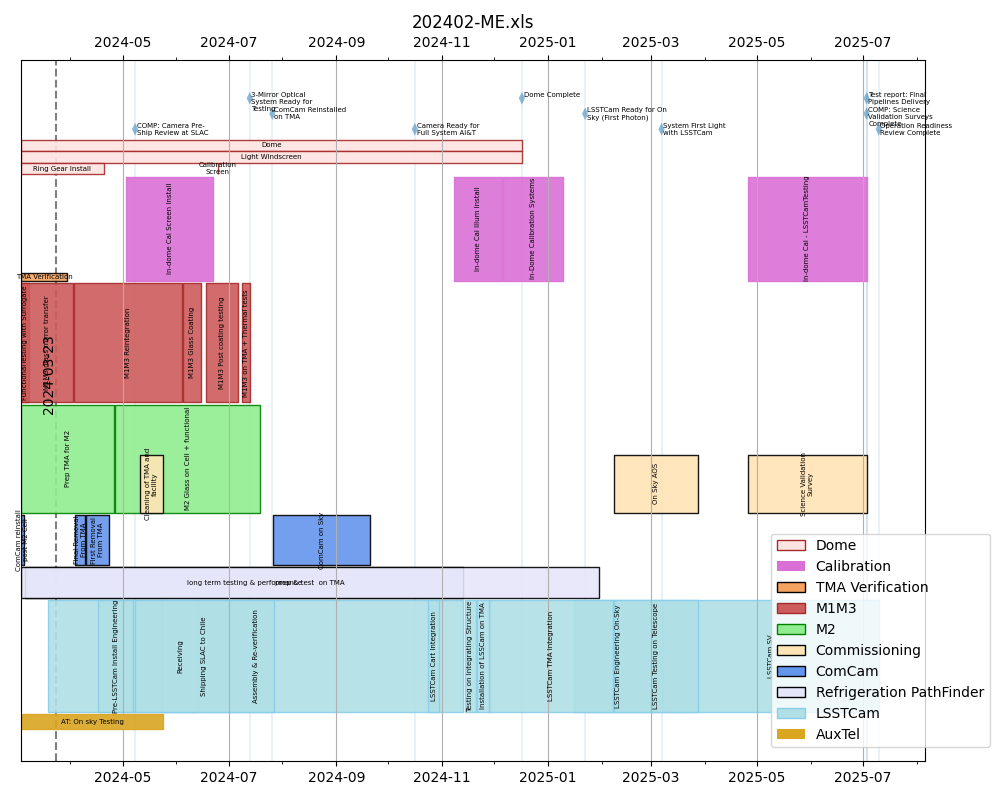 202402-ME.xls
2024-05 2024-07 2024-09 2024-11 2025-01 2025-03 2025-05 2025-07
3-Mirror Optical
System Ready for
Testing
Dome Complete
Test report: Final
Pipelines Delivery
ComCam Reinstalled
on TMA
LSSTCam Ready for On
Sky (First Photon)
COMP: Science
Validation Surveys
Complete
COMP: Camera Pre-
Ship Review at SLAC
Camera Ready for
Full System AI&T
System First Light
with LSSTCam
Operation Readiness
Review Complete
Dome
Light Windscreen
Ring Gear Install
Calibration
Screen
In-dome Cal Screen Install
In-dome Cal Illum Install
In-Dome Calibration Systems
In-dome Cal - LSSTCamTesting
TMA Verification
Functional testing with Surrogate
mirror transfer
M1M3 Reintegration
M1M3 Glass Coating
M1M3 Post coating testing
M1M3 on TMA + Thermal tests
2024-03-23
Prep TMA for M2
Cleaning of TMA and
facility
M2 Glass on Cell + functional
On Sky AOS
Science Validation
Survey
ComCam reinstall
post M2 Cell
Final Removal
From TMA
First Removal
From TMA
ComCam on Sky
long term testing & performance
prep & test on TMA
Pre-LSSTCam Install Engineering
Receiving
Shipping SLAC to Chile
Assembly & Re-verification
LSSTCam Cart Integration
Testing on Integrating Structure
Installation of LSSCam on TMA
LSSTCam TMA Integration
LSSTCam Engineering On-Sky
LSSTCam Testing on Telescope
LSSTCam SV
AT: On sky Testing
Dome
Calibration
TMA Verification
M1M3
M2
Commissioning
ComCam
Refrigeration PathFinder
LSSTCam
AuxTel
2024-05 2024-07 2024-09 2024-11 2025-01 2025-03 2025-05 2025-07